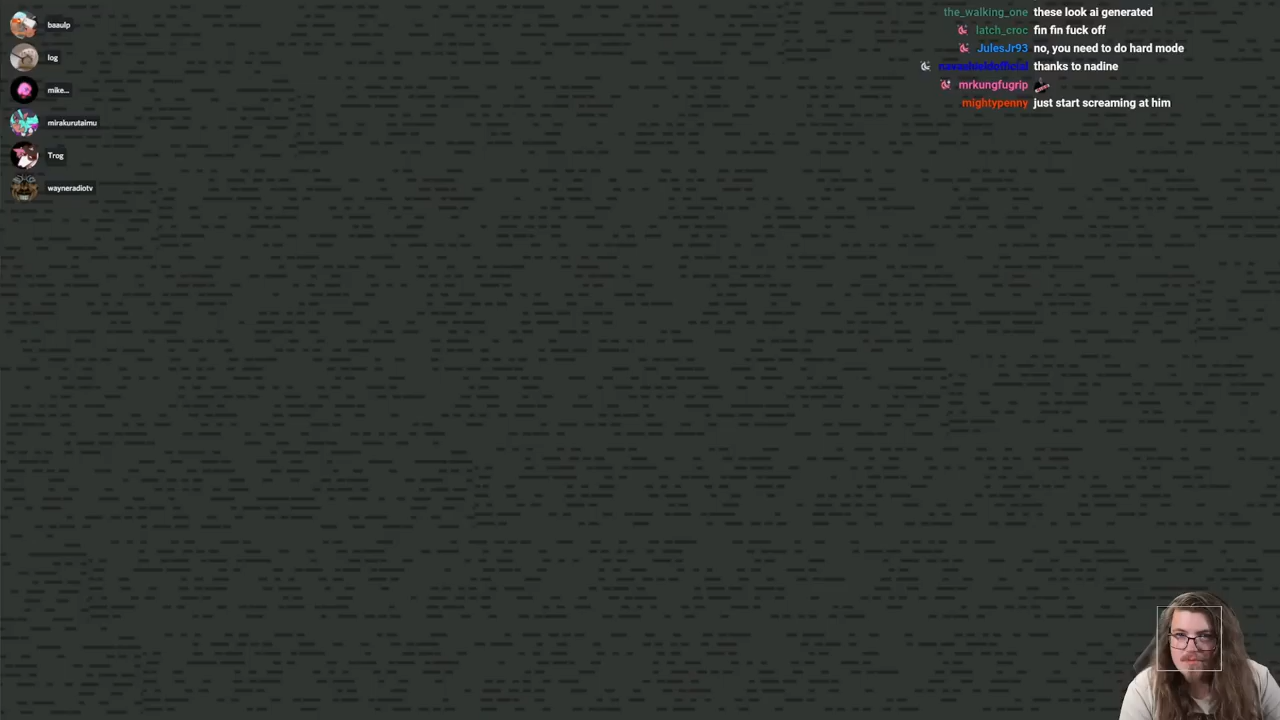 baaulp
log
mike...
mirakurutaimu
Trog
wayneradiotv
the_walking_one these look ai generated
latch_croc fin fin fuck off
JulesJr93 no, you need to do hard mode
navashieldofficial thanks to nadine
mrkungfugrip
mightypenny just start screaming at him